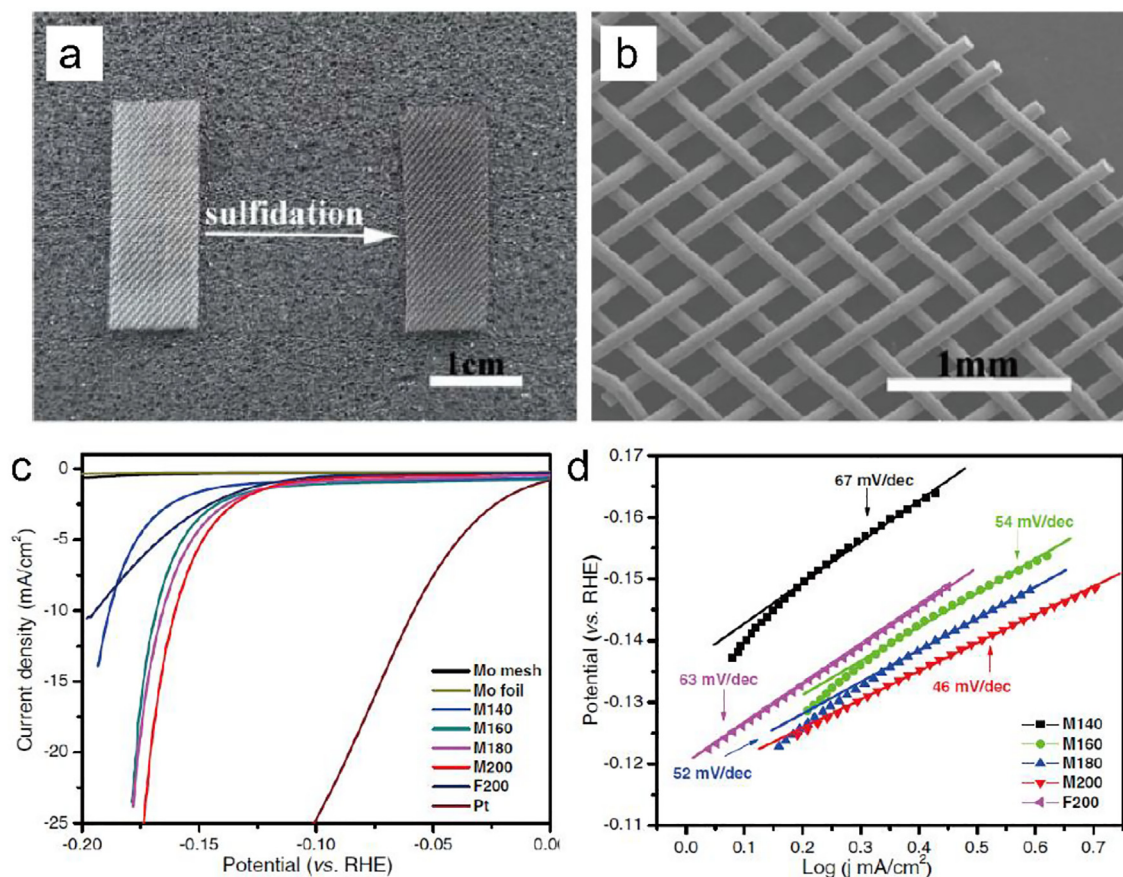 a
sulfidation
1cm
b
1mm
c
0
-5
-10
-15
-20
-25
Current density (mA/cm²)
-0.20
-0.15
-0.10
-0.05
0.00
Potential (vs. RHE)
Mo mesh
Mo foil
M140
M160
M180
M200
F200
Pt
d
0.17
-0.16
-0.15
-0.14
-0.13
-0.12
-0.11
Potential (vs. RHE)
67 mV/dec
54 mV/dec
63 mV/dec
46 mV/dec
52 mV/dec
M140
M160
M180
M200
F200
0.0
0.1
0.2
0.3
0.4
0.5
0.6
0.7
Log (j mA/cm²)